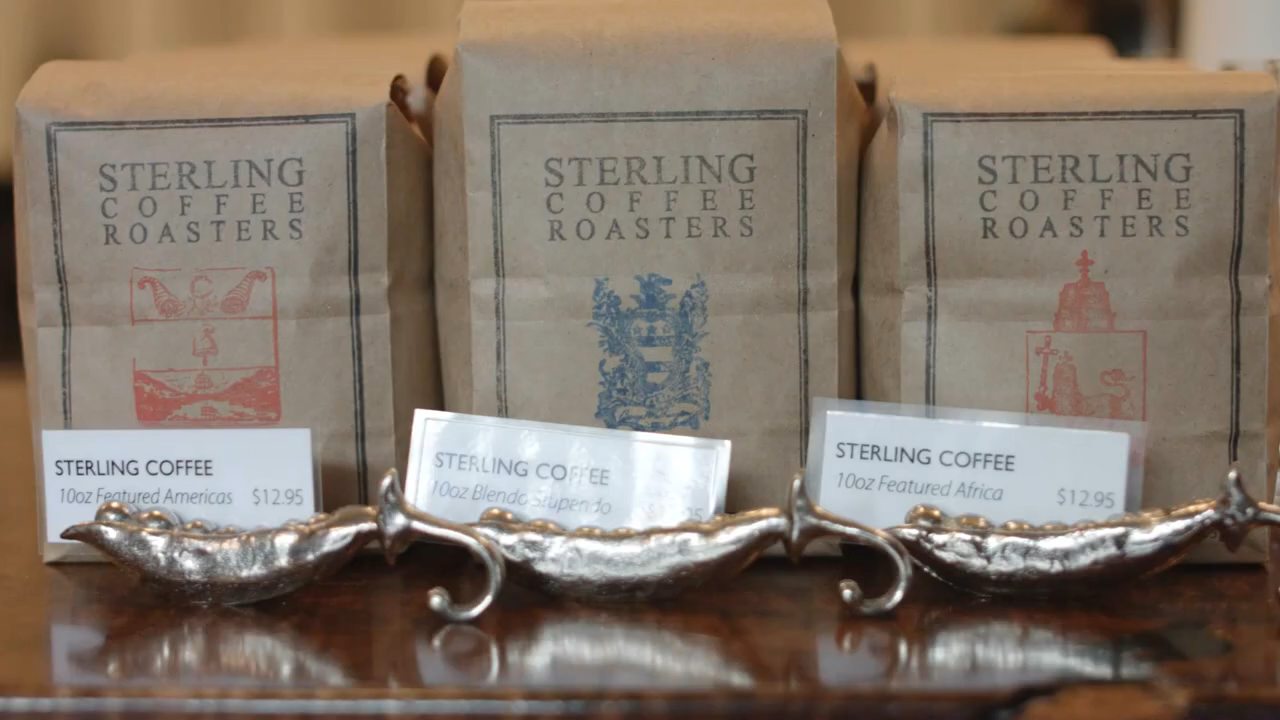 STERLING
COFFEE
ROASTERS
STERLING
COFFEE
ROASTERS
STERLING
COFFEE
ROASTERS
STERLING COFFEE
10oz Featured Americas $12.95
STERLING COFFEE
10oz Blendo Stupendo
STERLING COFFEE
10oz Featured Africa $12.95